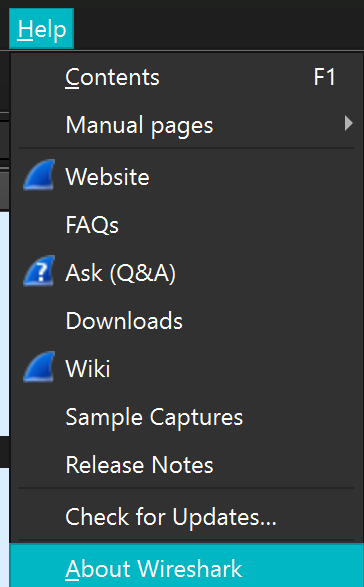 Help
Contents F1
Manual pages
Website
FAQs
Ask (Q&A)
Downloads
Wiki
Sample Captures
Release Notes
Check for Updates...
About Wireshark